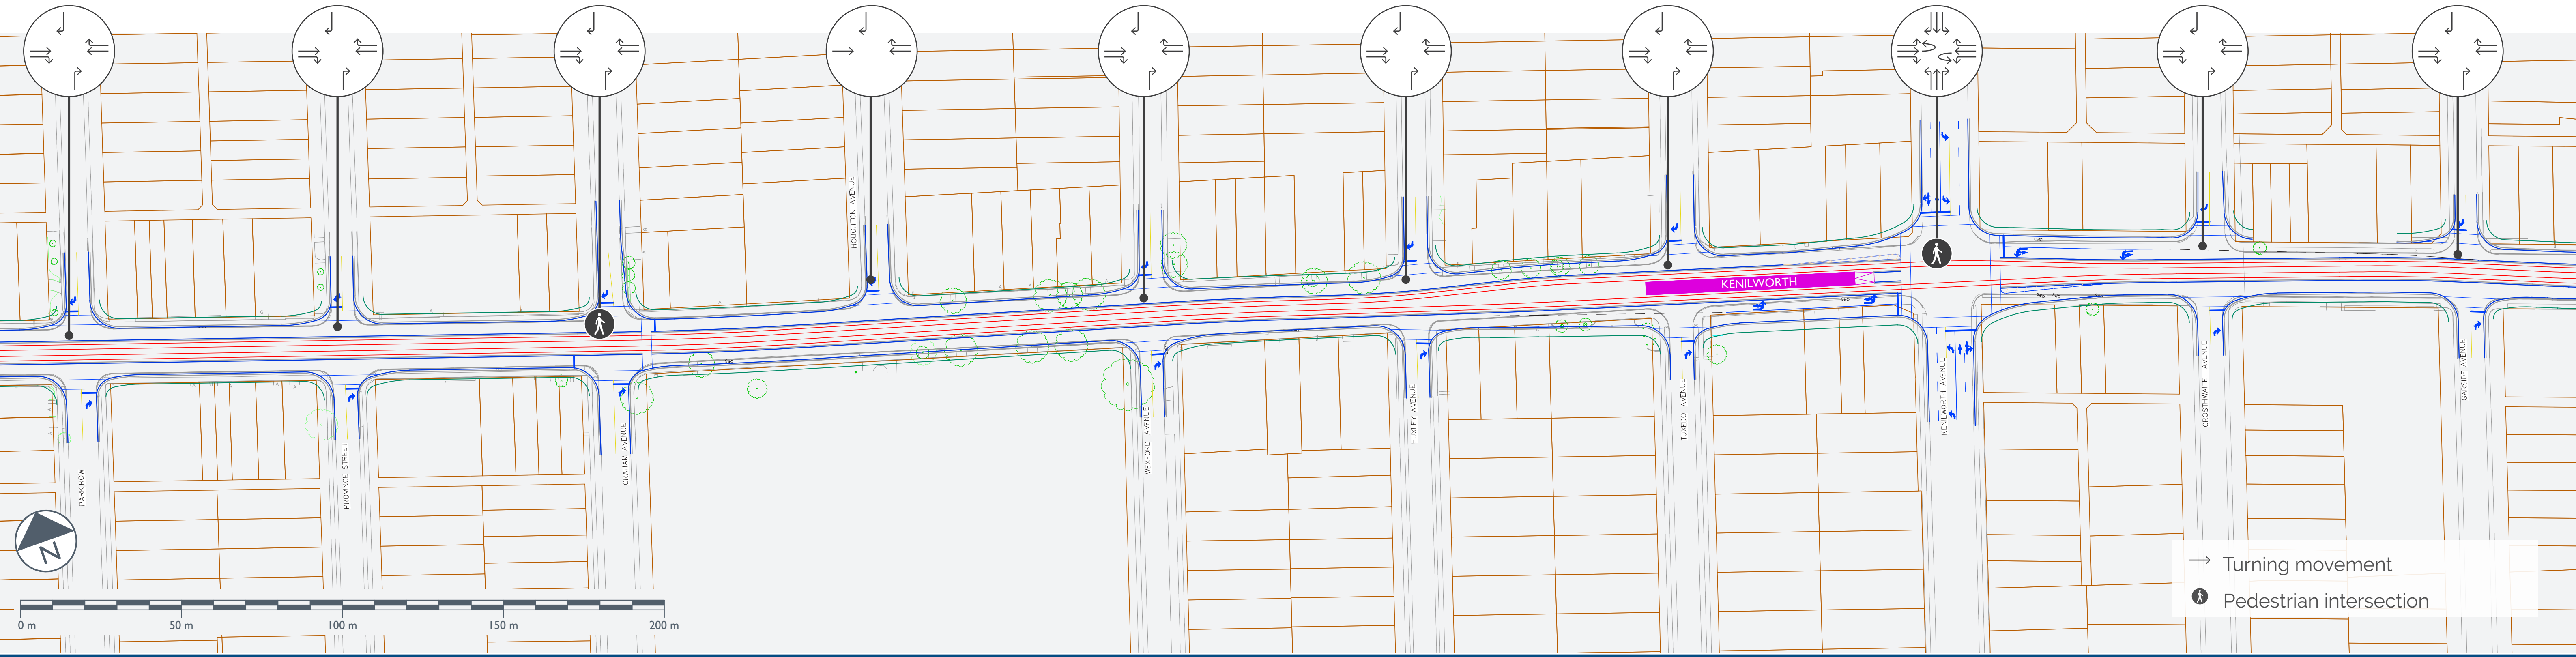 HOUGHTON AVENUE
KENILWORTH
PARK ROW
PROVINCE STREET
GRAHAM AVENUE
WEXFORD AVENUE
HUXLEY AVENUE
TUXEDO AVENUE
KENILWORTH AVENUE
CROSTHWAITE AVENUE
GARSIDE AVENUE
N
0 m
50 m
100 m
150 m
200 m
Turning movement
Pedestrian intersection